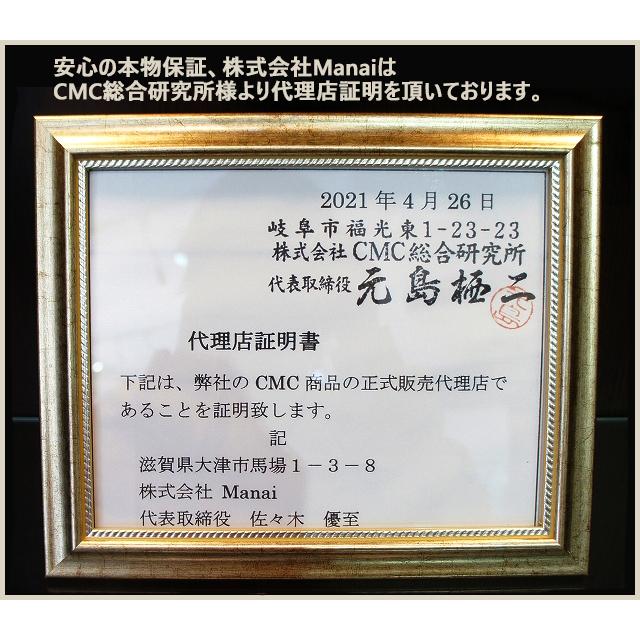 安心の本物保証、株式会社Manaiは
CMC総合研究所様より代理店証明を頂いております。
2021年4月26日
岐阜市福光東1-23-23
株式会社 CMC総合研究所
代表取締役 元島栖二
代理店証明書
下記は、弊社の CMC 商品の正式販売代理店で
あることを証明致します。
記
滋賀県大津市馬場1－3－8
株式会社 Manai
代表取締役 佐々木 優至